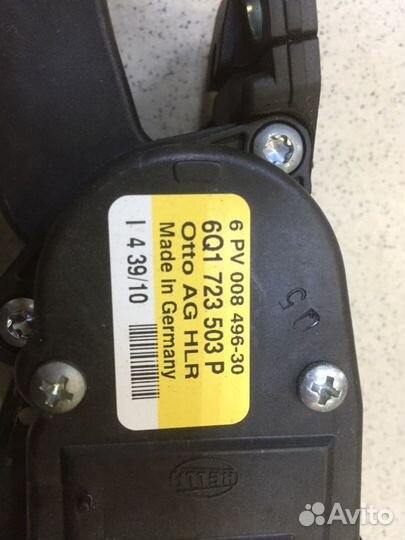 6 PV 008 496-30
6Q1 723 503 P
Otto AG HLR
Made in Germany
I 4 39/10
HELLA
Avito